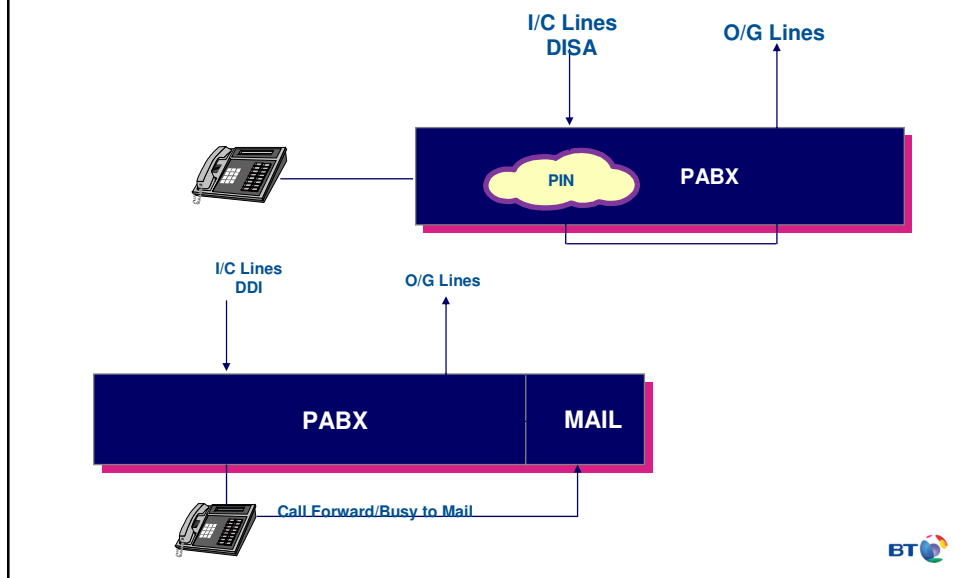 I/C Lines
DISA
O/G Lines
PIN
PABX
I/C Lines
DDI
O/G Lines
PABX
MAIL
Call Forward/Busy to Mail
BT